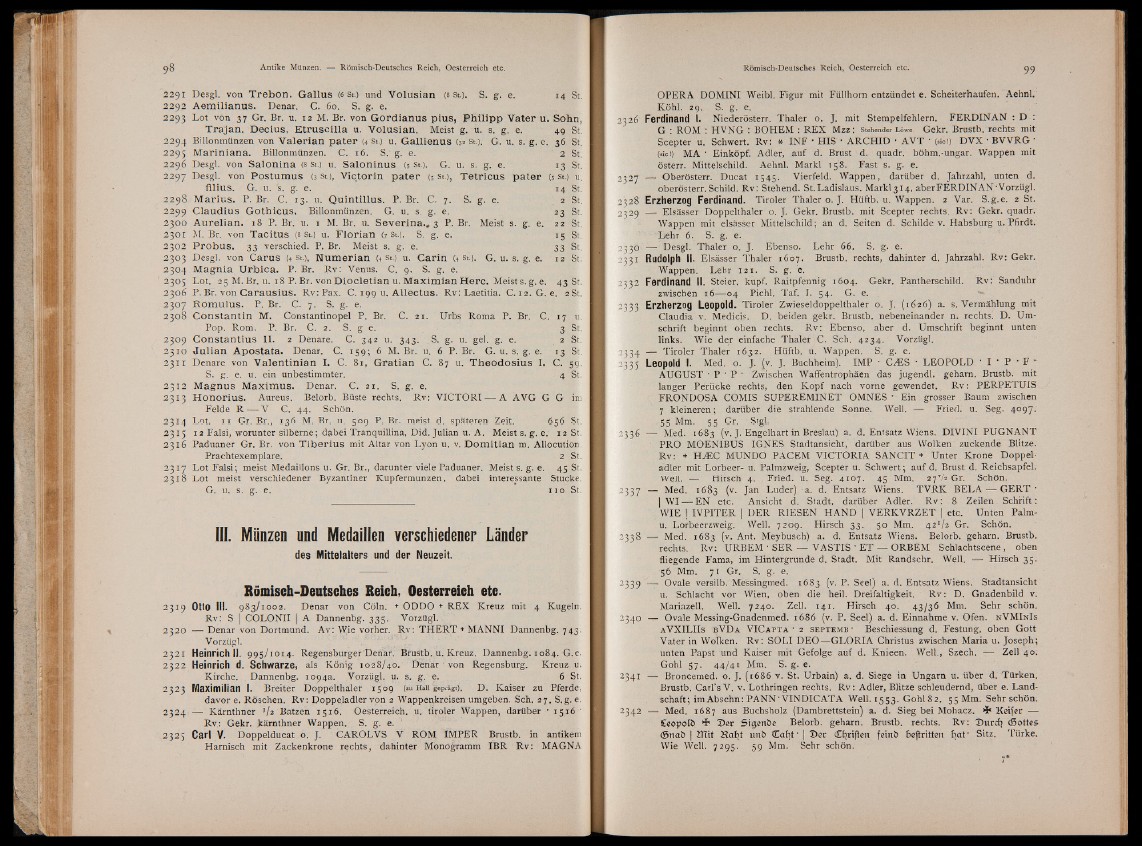 98 Antike Münzen. — Römisch-Deutsches Reich, Oesterreich etc.
2291 Desgl. von Trebon. Gallus (6 St.) und Volusian (8 St.). S. g. e. 14 St.
2292 Aemilianus. Denar. C. 60. S. g. e.
2293 Lot von 37 Gr. Br. u. 12 M. Br. von Gordianus pius, Philipp Vater u. Sohn,
Trajan, Decius, Etruscilla u. Volusian. Meist g. u. s. g. e. 49 St.
2294 Billonmünzen von Valerian pater (4 St.) u. Gallienus (32 St.). G. u. s. g. e. 36 St.
2295 Mariniana. Billonmünzen. C. 16. S. g. e. 2 St.
2296 Desgl. von Salonina (8 St.) u. Saloninus (5 St.). G. u. s. g. e. 13 St.
2297 Desgl. von Postumus (3 St.), Victorin pater (5 St.), Tetricus pater (5 St.) u.
filius. G. u. s. g. e. 14 St.
2298 Marius. P. Br. C. 13. u. Quintillus. P. Br. C. 7. S. g. e. 2 St.
2299 Claudius Gothicus. Billonmünzen. G. u. s. g. e. 23 St.
2300 Aurelian. 18 P. Br. u. 1 M. Br. u. Severina. 3 P. Br. Meist s. g. e. 22 St.
2301 M. Br. von Tacitus (8 St.) u. Florian (7 St.). S. g. e. 15 St.
2302 Probus. 33 verschied. P. Br. Meist s. g. e. 33 St.
2303 Desgl. von Carus (4 St.), Numerian (4 St.) u. Carin (4 St.). G. u. s. g. e. 12 St.
2304 Magnia Urbica. P. Br. Rv: Venus. C. 9. S. g. e.
2305 Lot, 25 M. Br. u. 18 P. Br. von Diocletian u. Maximian Herc. Meist s. g. e. 43 St.
2306 P. Br. von Carausius. Rv: Pax. C. 199 u. Allectus. Rv: Laetitia. C. 12. G. e. 2 St.
2307 Romulus. P. Br. C. 7. S. g. e.
2308 Constantin M. Constantinopel P. Br. C. 21. Urbs Roma P. Br. C. 17 u.
Pop. Rom. P. Br. C. 2. S. g e. 3 St.
2309 Constantius II. 2 Denare. C. 342 u. 343. S. g. u. gel. g. e. 2 St.
2310 Julian Apostata. Denar. C. 159; 6 M. Br. u. 6 P. Br. G. u. s. g. e. 13 St.
2311 Denare von Valentinian I. C. 81, Gratian C. 87 u. Theodosius I. C. 59.
S. g. e. u. ein unbestimmter. 4 St.
2312 Magnus Maximus. Denar. C. 21. S. g. e.
2313 Honorius. Aureus. Belorb. Büste rechts. Rv: VICTORI — A AVG G G im
Felde R — V C. 44. Schön.
2314 Lot, 11 Gr. Br., 136 M. Br. u. 509 P. Br. meist d. späteren Zeit. 656 St.
2315 12 Falsi, worunter silberne; dabei Tranquillina, Did. Julian u. A. Meist s. g. e. 12 St.
2316 Paduaner Gr. Br. von Tiberius mit Altar von Lyon u. v. Domitian m. Allocution.
Prachtexemplare. 2 St.
2317 Lot Falsi; meist Medaillons u. Gr. Br., darunter viele Paduaner. Meist s. g. e. 45 St.
2318 Lot meist verschiedener Byzantiner Kupfermunzen, dabei interessante Stücke.
G. u. s. g. e. 110 St.
III. Münzen und Medaillen verschiedener Länder
des Mittelalters und der Neuzeit.
Römisch-Deutsches Reich, Oesterreich etc.
2319 Otto III. 983/1002. Denar von Cöln. + ODDO + REX Kreuz mit 4 Kugeln.
Rv: S | COLONII | A Dannenbg. 335. Vorzügl.
2320 — Denar von Dortmund. Av: Wie vorher. Rv: THERT + MANNI Dannenbg. 743.
Vorzügl.
2321 Heinrich II. 995/1014. Regensburger Denar. Brustb. u. Kreuz. Dannenbg. 1084. G. e.
2322 Heinrich d. Schwarze, als König 1028/40. Denar von Regensburg. Kreuz u.
Kirche. Dannenbg. 1094a. Vorzügl. u. s. g. e. 6 St.
2323 Maximilian I. Breiter Doppelthaler 1509 (zu Hall geprägt). D. Kaiser zu Pferde,
davor e. Röschen. Rv: Doppeladler von 2 Wappenkreisen umgeben. Sch. 27. S. g. e.
2324 — Kärnthner 1/2 Batzen 1516. Oesterreich. u. tiroler Wappen, darüber · 1516 ·
Rv: Gekr. kärnthner Wappen. S. g. e.
2325 Carl V. Doppelducat o. J. CAROLVS V ROM IMPER Brustb. in antikem
Harnisch mit Zackenkrone rechts, dahinter Monogramm IBR Rv: MAGNA
Römisch-Deutsches Reich, Oesterreich etc. 99
OPERA DOMINI Weibl. Figur mit Füllhorn entzündet e. Scheiterhaufen. Aehnl.
Köhl. 29. S. g. e.
2326 Ferdinand I. Niederösterr. Thaler o. J. mit Stempelfehlern. FERDINAN : D :
G : ROM : HVNG : BOHEM : REX Mzz: Stehender Löwe Gekr. Brustb. rechts mit
Scepter u. Schwert. Rv: * INF · HIS · ARCHID · AVT · (sic!) DVX · BVVRG ·
(sic!) MA · Einköpf. Adler, auf d. Brust d. quadr. böhm.-ungar. Wappen mit
österr. Mittelschild. Aehnl. Markl 158. Fast s. g. e.
2327 — Oberösterr. Ducat 1545. Vierfeld. Wappen, darüber d. Jahrzahl, unten d.
oberösterr. Schild. Rv: Stehend. St. Ladislaus. Markl 314. aber FERDINAN · Vorzügl.
2328 Erzherzog Ferdinand. Tiroler Thaler o. J. Hüftb. u. Wappen. 2 Var. S. g. e. 2 St.
2329 — Elsässer Doppelthaler o. J. Gekr. Brustb. mit Scepter rechts. Rv: Gekr. quadr.
Wappen mit elsässer Mittelschild; an d. Seiten d. Schilde v. Habsburg u. Pfirdt.
Lehr 6. S. g. e.
2330 — Desgl. Thaler o. J. Ebenso. Lehr 66. S. g. e.
2331 Rudolph II. Elsässer Thaler 1607. Brustb. rechts, dahinter d. Jahrzahl. Rv: Gekr.
Wappen. Lehr 121. S. g. e.
2332 Ferdinand II. Steier. kupf. Raitpfennig 1604. Gekr. Pantherschild. Rv: Sanduhr
zwischen 16—04 Pichl. Taf. I. 54. G. e.
2333 Erzherzog Leopold. Tiroler Zwieseldoppelthaler o. J. (1626) a. s. Vermählung mit
Claudia v. Medicis. D. beiden gekr. Brustb. nebeneinander n. rechts. D. Um-
schrift beginnt oben rechts. Rv: Ebenso, aber d. Umschrift beginnt unten
links. Wie der einfache Thaler C. Sch. 4234. Vorzügl.
2334 — Tiroler Thaler 1632. Hüftb. u. Wappen. S. g. e.
2335 Leopold I. Med. o. J. (v. J. Buchheim). IMP · CÆS · LEOPOLD · I · P · F ·
AUGUST · P · P · Zwischen Waffentrophäen das jugendl. geharn. Brustb. mit
langer Perücke rechts, den Kopf nach vorne gewendet. Rv: PERPETUIS
FRONDOSA COMIS SUPEREMINET OMNES · Ein grosser Baum zwischen
7 kleineren; darüber die strahlende Sonne. Well. — Friedl. u. Seg. 4097.
55 Mm. 55 Gr. S!gl.
2336 — Med. 1683 (v. J. Engelhart in Breslau) a. d. Entsatz Wiens. DIVINI PUGNANT
PRO MOENIBUS IGNES Stadtansicht, darüber aus Wolken zuckende Blitze.
Rv: * HÆC MUNDO PACEM VICTORIA SANCIT * Unter Krone Doppel-
adler mit Lorbeer- u. Palmzweig, Scepter u. Schwert; auf d. Brust d. Reichsapfel.
Well. — Hirsch 4. Friedl. u. Seg. 4107. 45 Mm. 27 1/2 Gr. Schön.
2337 — Med. 1683 (v. Jan Luder) a. d. Entsatz Wiens. TVRK BELA — GERT ·
| WI — EN etc. Ansicht d. Stadt, darüber Adler. Rv: 8 Zeilen Schrift:
WIE | IVPITER | DER RIESEN HAND | VERKVRZET | etc. Unten Palm-
u. Lorbeerzweig. Well. 7209. Hirsch 33. 50 Mm. 42 1/2 Gr. Schön.
2338 — Med. 1683 (v. Ant. Meybusch) a. d. Entsatz Wiens. Belorb. geharn. Brustb.
rechts. Rv: URBEM · SER — VASTIS · ET — ORBEM Schlachtscene, oben
fliegende Fama, im Hintergrunde d. Stadt. Mit Randschr. Well. — Hirsch 35.
56 Mm. 71 Gr. S. g. e.
2339 — Ovale versilb. Messingmed. 1683 (v. P. Seel) a. d. Entsatz Wiens. Stadtansicht
u. Schlacht vor Wien, oben die heil. Dreifaltigkeit. Rv: D. Gnadenbild v.
Mariazell. Well. 7240. Zell. 141. Hirsch 40. 43/36 Mm. Sehr schön.
2340 — Ovale Messing-Gnadenmed. 1686 (v. P. Seel) a. d. Einnahme v. Ofen. NVMINIs
AVXILIIs BVDA VICAPTA · 2 SEPTEMB · Beschiessung d. Festung, oben Gott
Vater in Wolken. Rv: SOLI DEO — GLORIA Christus zwischen Maria u. Joseph;
unten Papst und Kaiser mit Gefolge auf d. Knieen. Well., Szech. — Zell 40.
Gohl 57. 44/41 Mm. S. g. e.
2341 — Broncemed. o. J. (1686 v. St. Urbain) a. d. Siege in Ungarn u. über d. Türken.
Brustb. Carl's V. v. Lothringen rechts. Rv: Adler, Blitze schleudernd, über e. Land-
schaft; im Absehn: PANN · VINDICATA Well. 1553. Gohl 82. 55 Mm. Sehr schön.
2342 — Med. 1687 aus Buchsholz (Dambrettstein) a. d. Sieg bei Mohacz. ✠ Keiser —
Leopold ✠ Der Sigende Belorb. geharn. Brustb. rechts. Rv: Durch Gottes
Gnad | Mit Raht und Taht · | Der Christen feind bestritten hat · Sitz. Türke.
Wie Well. 7295. 59 Mm. Sehr schön.
7*